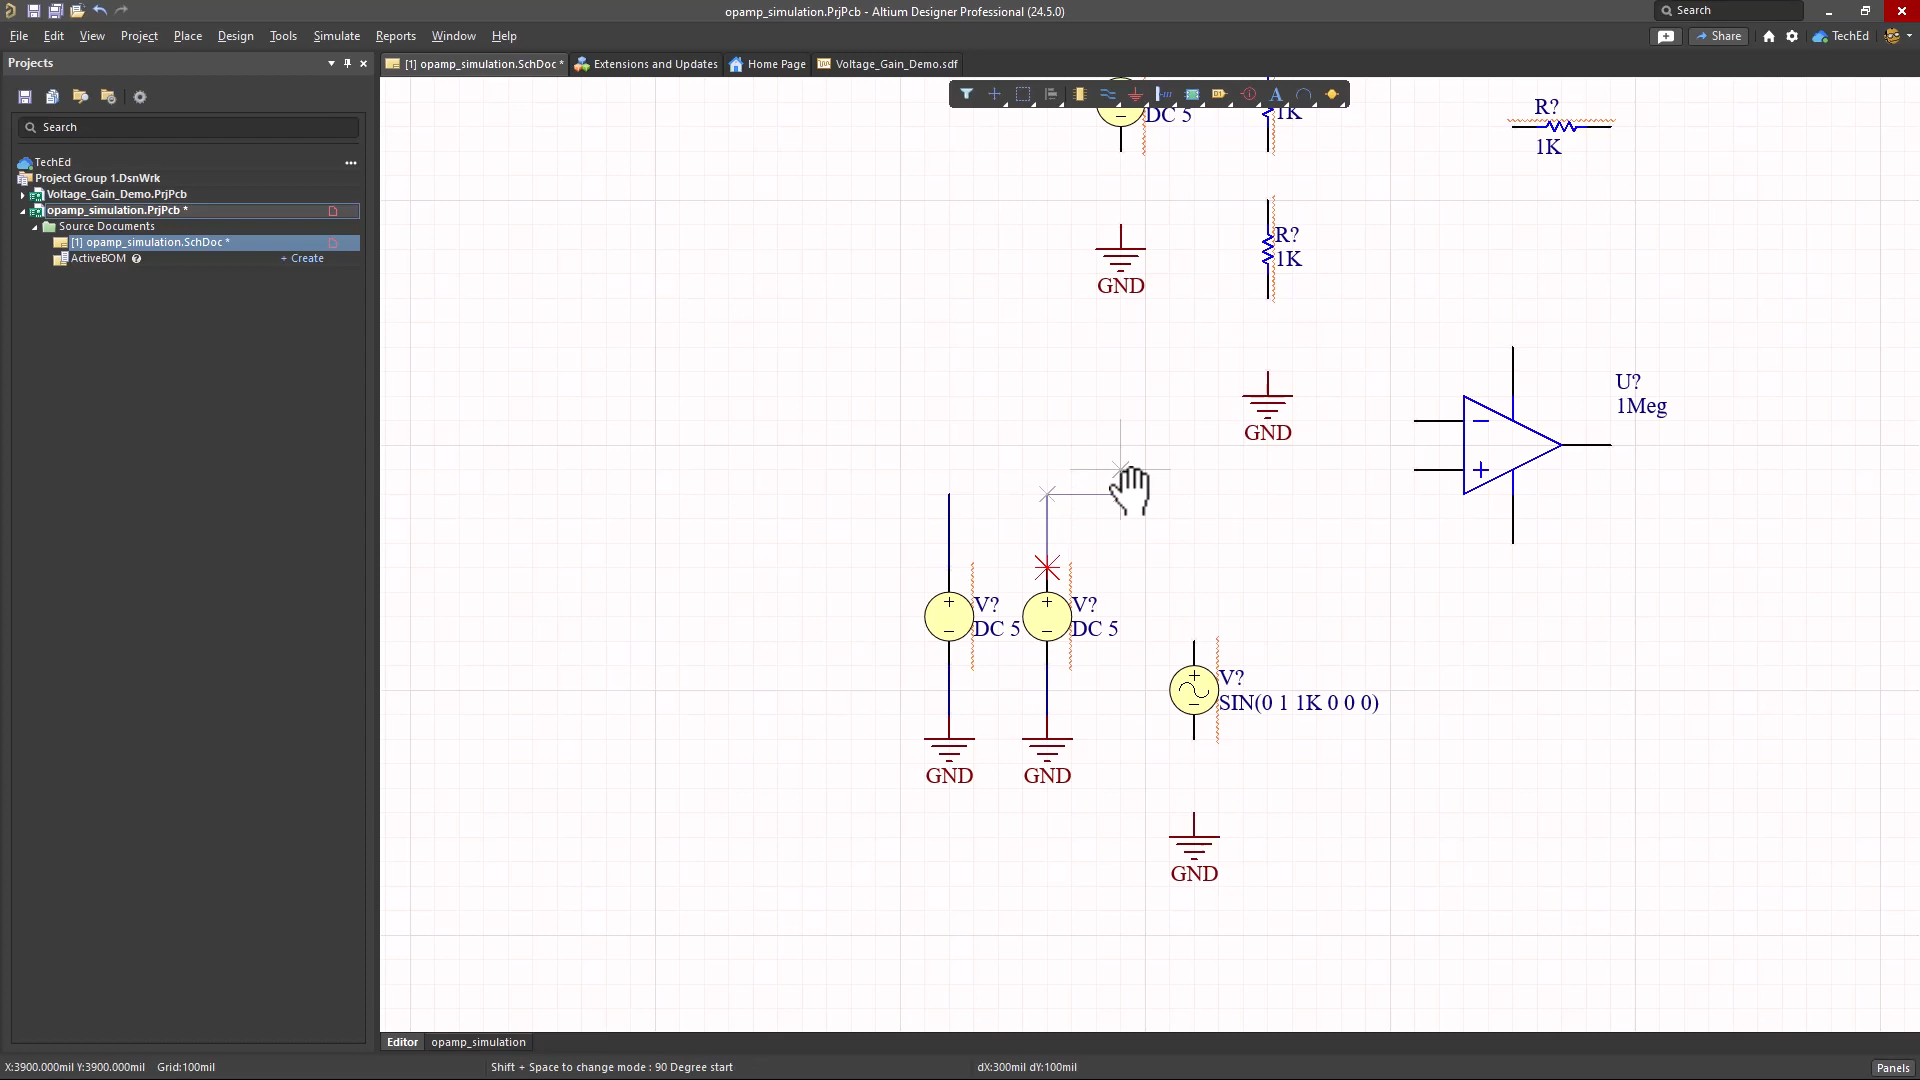 opamp_simulation.PrjPcb - Altium Designer Professional (24.5.0)
Search
File Edit View Project Place Design Tools Simulate Reports Window Help
Share
TechEd
Projects
[1] opamp_simulation.SchDoc * Extensions and Updates Home Page Voltage_Gain_Demo.sdf
Search
TechEd
Project Group 1.DsnWrk
Voltage_Gain_Demo.PrjPcb
opamp_simulation.PrjPcb *
Source Documents
[1] opamp_simulation.SchDoc *
ActiveBOM + Create
DC 5
1K
R?
1K
R?
1K
GND
GND
U?
1Meg
V?
DC 5
V?
DC 5
GND
GND
V?
SIN(0 1 1K 0 0 0)
GND
Editor opamp_simulation
X:3900.000mil Y:3900.000mil Grid:100mil
Shift + Space to change mode : 90 Degree start
dX:300mil dY:100mil
Panels